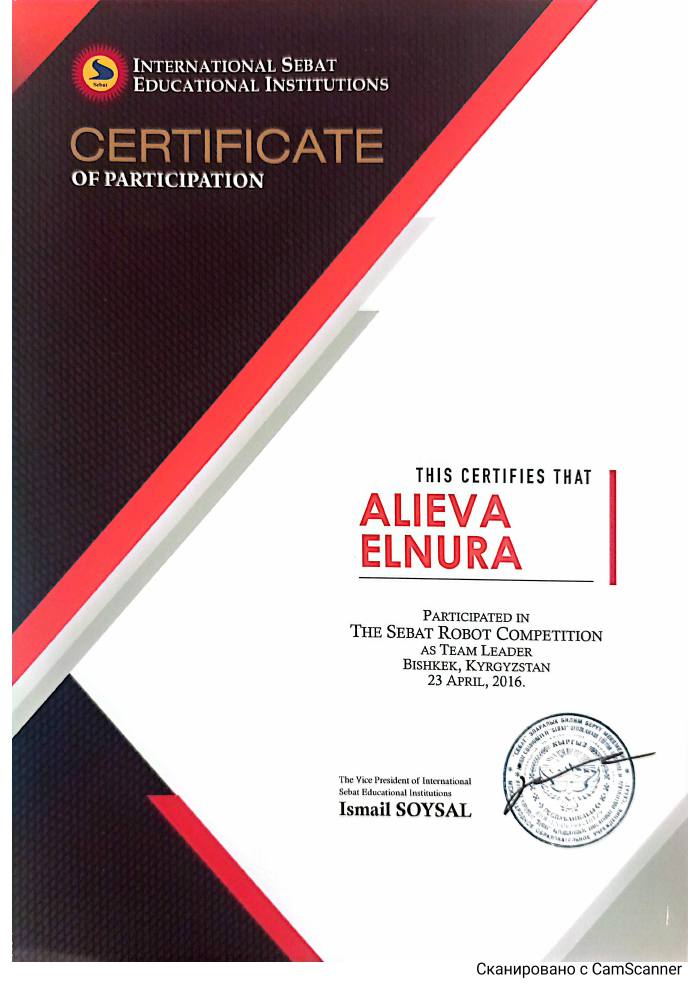 Sebat
INTERNATIONAL SEBAT
EDUCATIONAL INSTITUTIONS
CERTIFICATE
OF PARTICIPATION
THIS CERTIFIES THAT
ALIEVA
ELNURA
PARTICIPATED IN
THE SEBAT ROBOT COMPETITION
AS TEAM LEADER
BISHKEK, KYRGYZSTAN
23 APRIL, 2016.
The Vice President of International
Sebat Educational Institutions
Ismail SOYSAL
КЫРГЫЗ
Сканировано с CamScanner